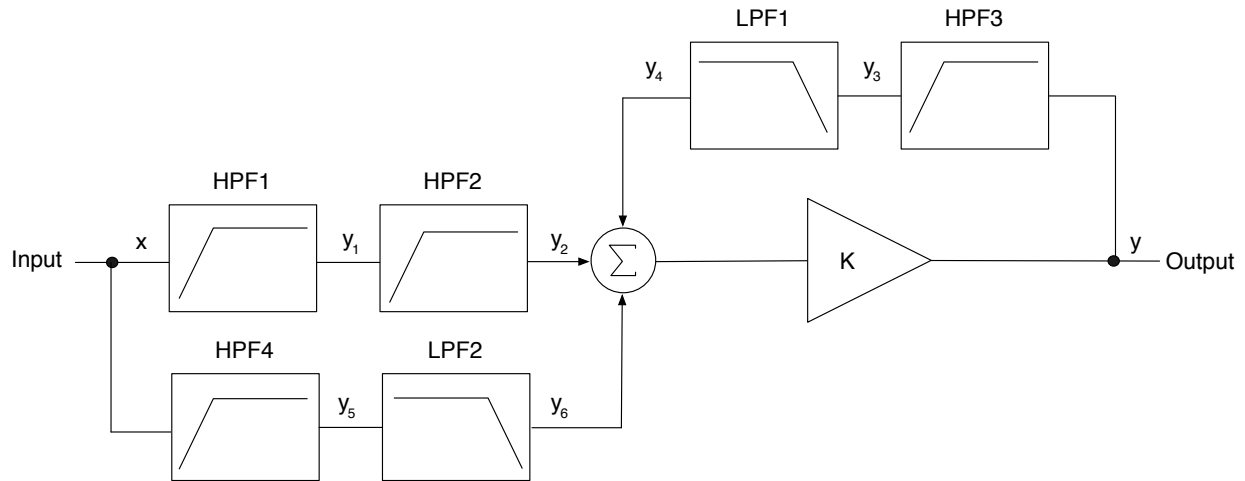 LPF1 HPF3
y₄ y₃
HPF1 HPF2
Input x y₁ y₂ Σ K y Output
HPF4 LPF2
y₅ y₆